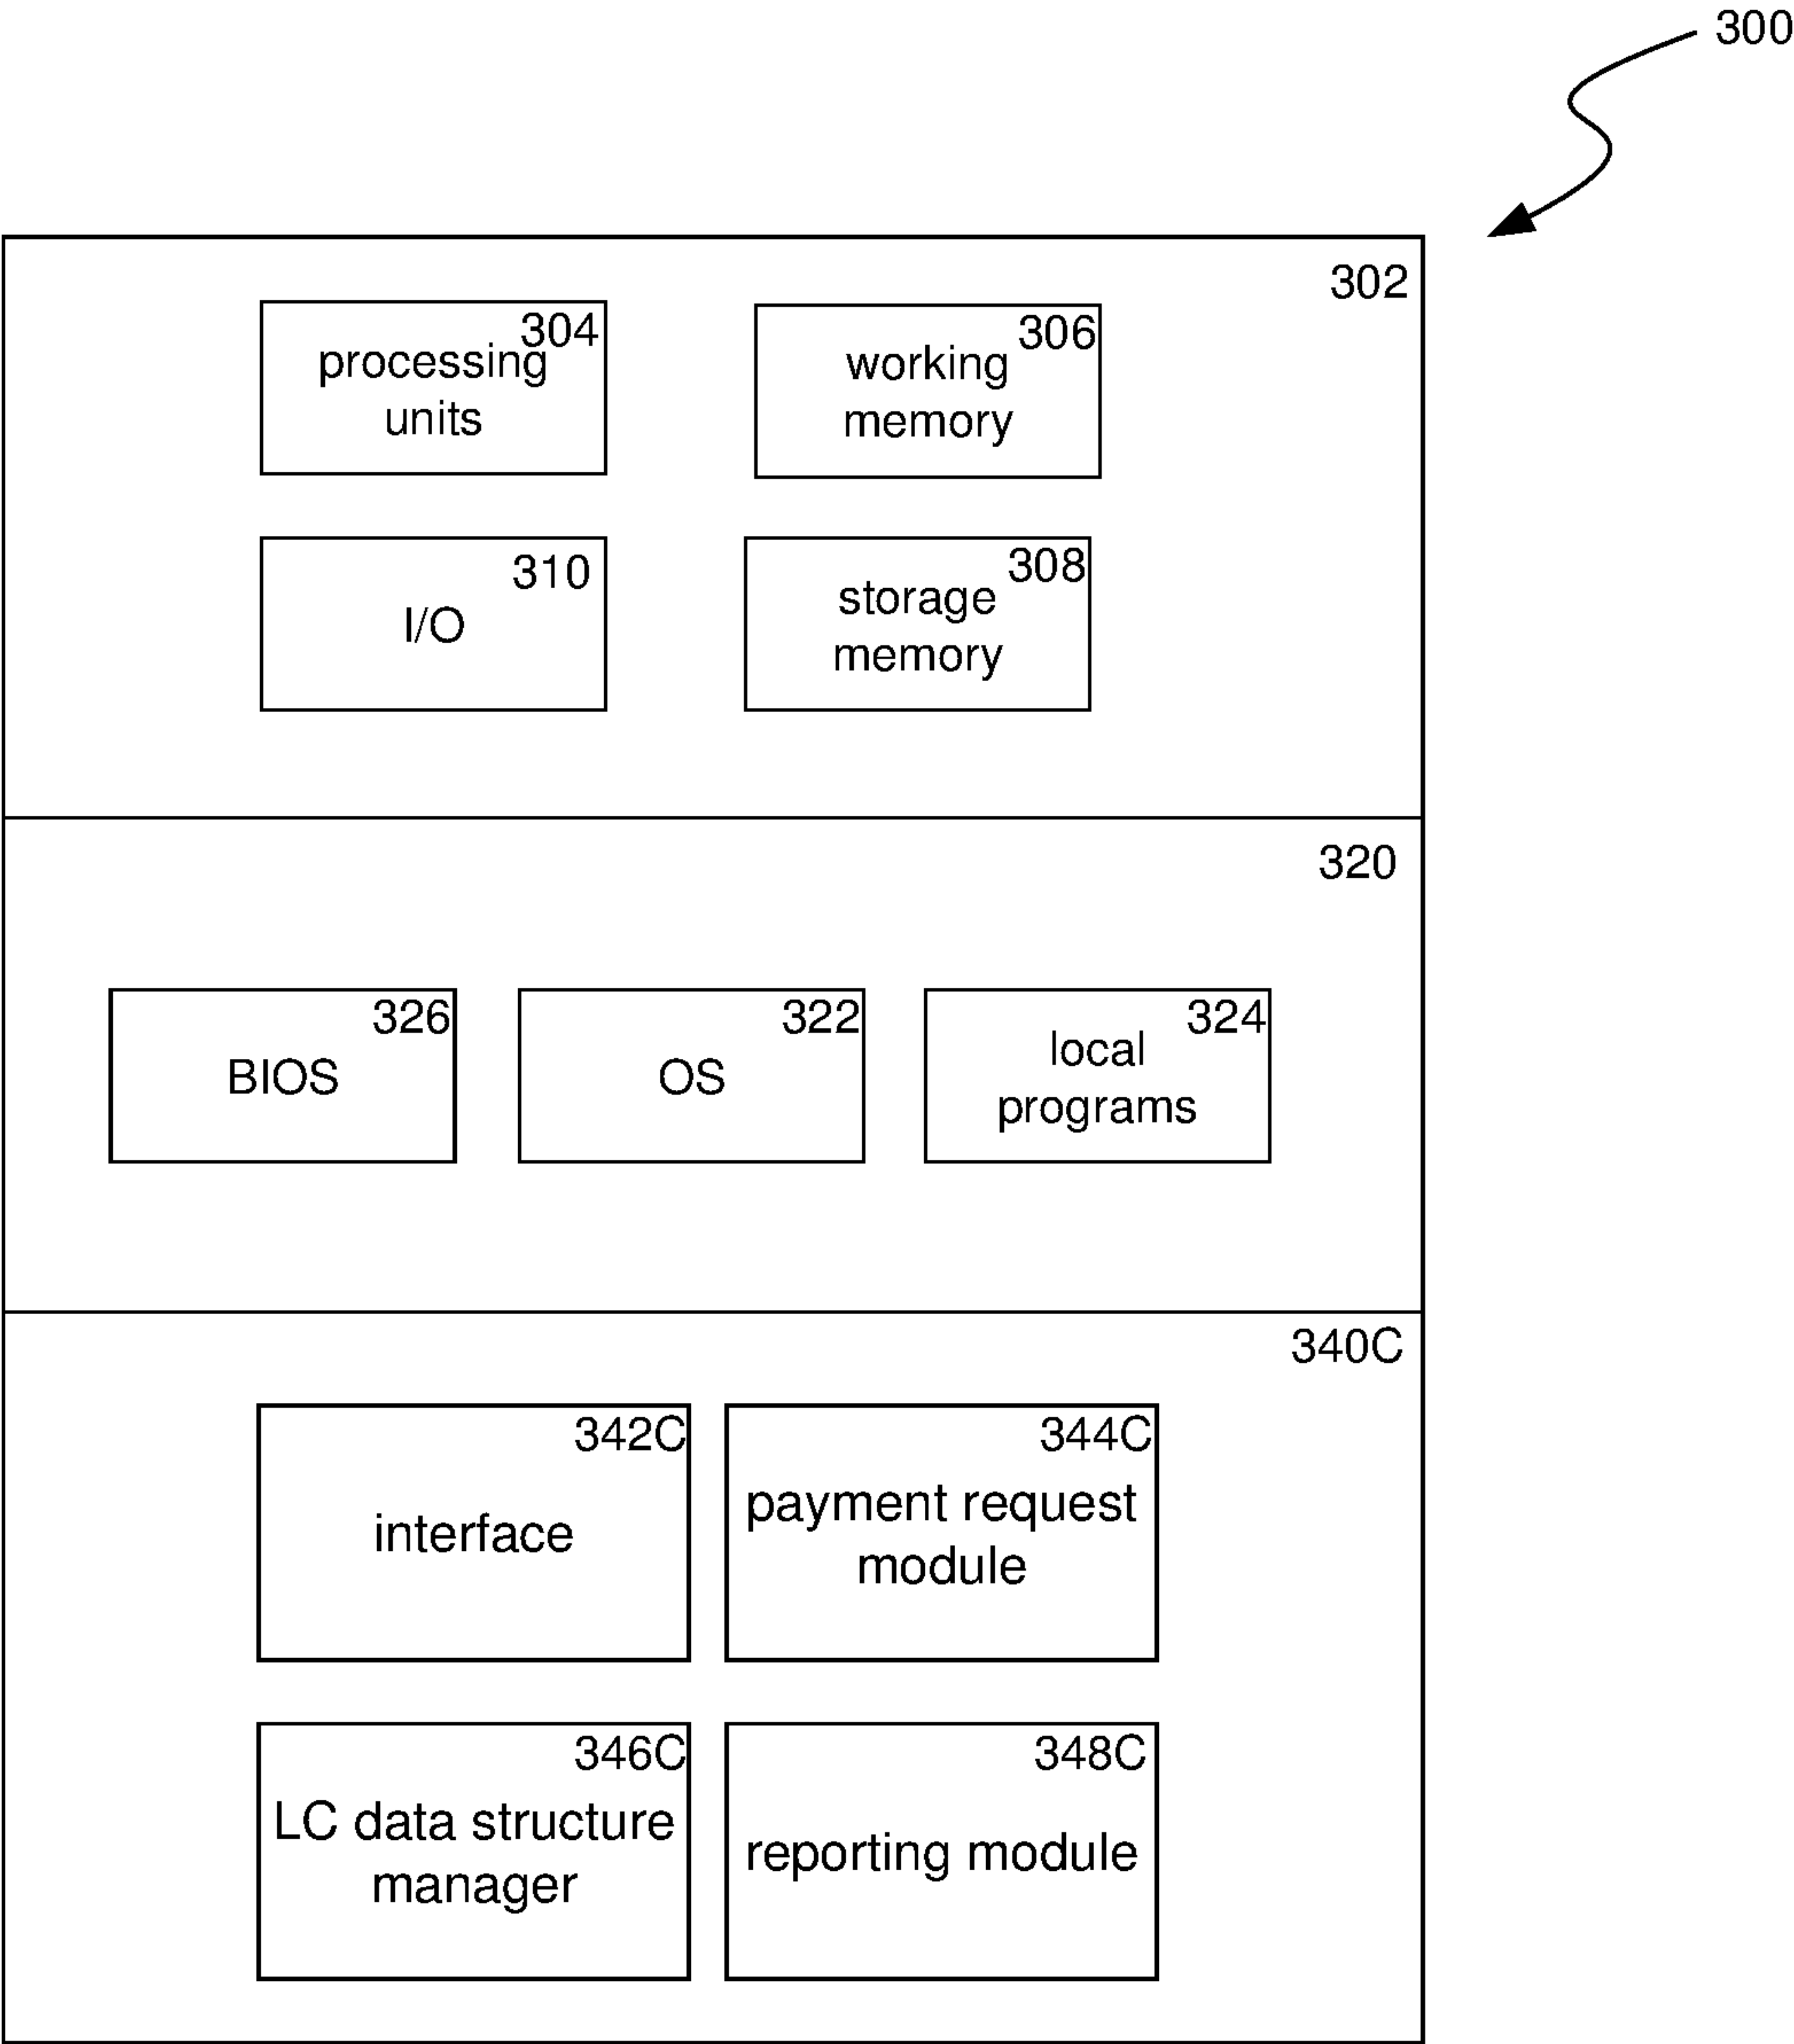 300
302
304
processing
units
306
working
memory
310
I/O
308
storage
memory
320
326
BIOS
322
OS
324
local
programs
340C
342C
interface
344C
payment request
module
346C
LC data structure
manager
348C
reporting module